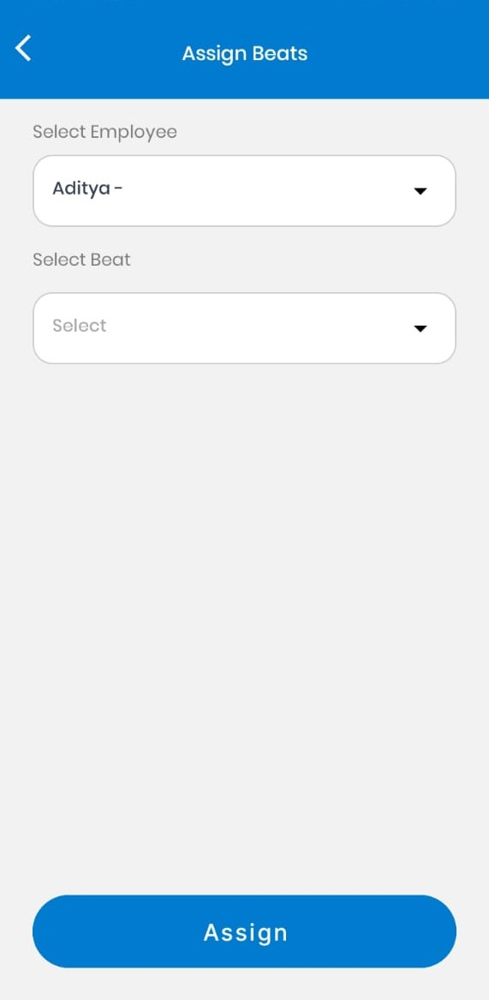 Assign Beats
Select Employee
Aditya -
Select Beat
Select
Assign